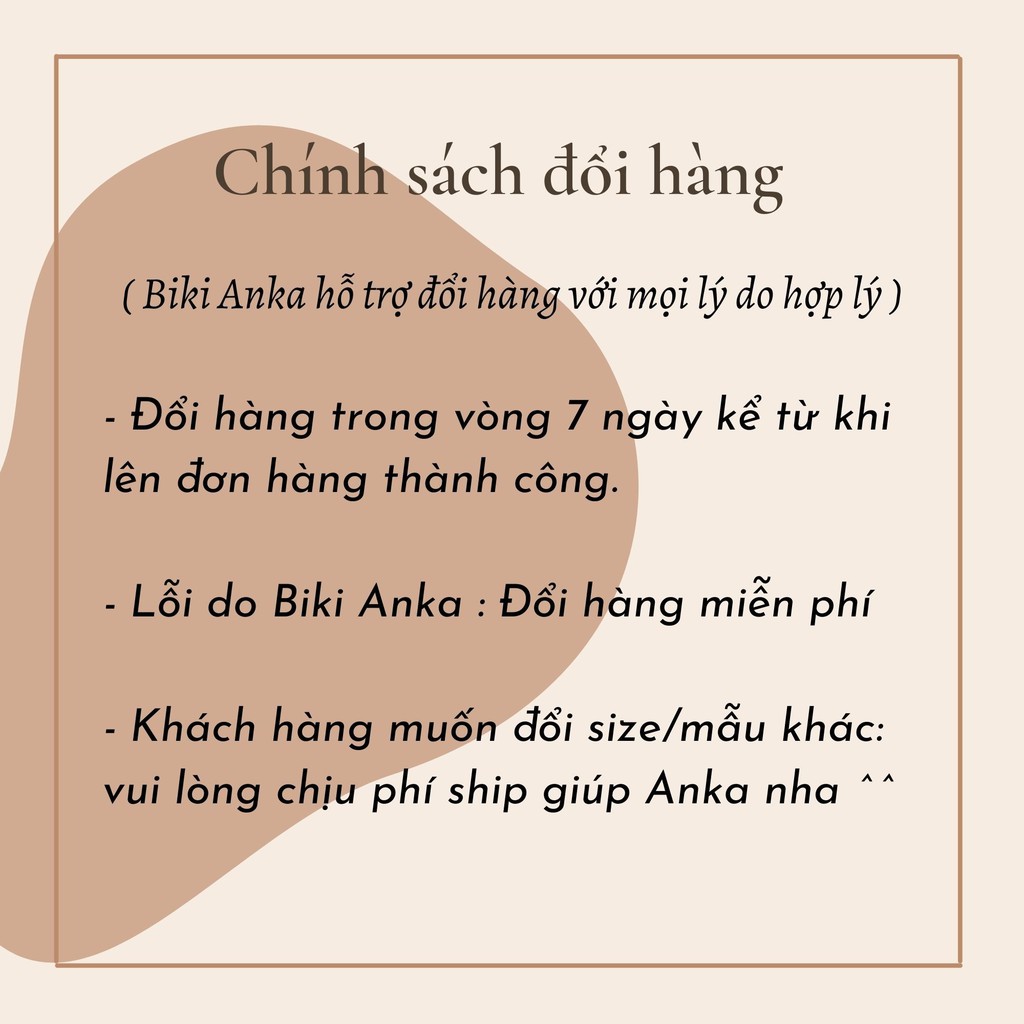 Chính sách đổi hàng
( Biki Anka hỗ trợ đổi hàng với mọi lý do hợp lý )
- Đổi hàng trong vòng 7 ngày kể từ khi
lên đơn hàng thành công.
- Lỗi do Biki Anka : Đổi hàng miễn phí
- Khách hàng muốn đổi size/mẫu khác:
vui lòng chịu phí ship giúp Anka nha ^^